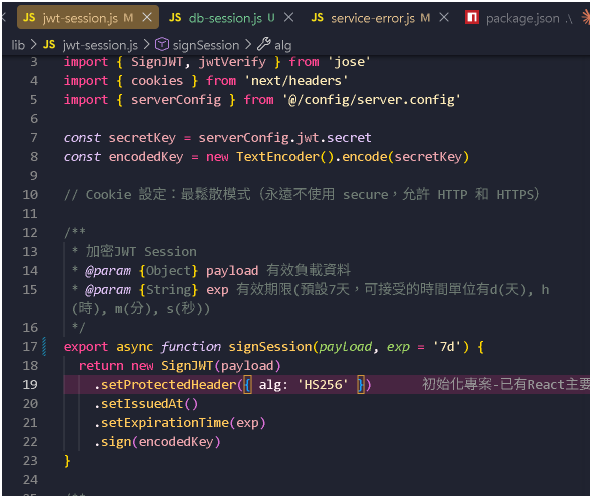 JS jwt-session.js M JS db-session.js U JS service-error.js M package.json .\
lib > JS jwt-session.js > signSession > alg
3 import { SignJWT, jwtVerify } from 'jose'
4 import { cookies } from 'next/headers'
5 import { serverConfig } from '@/config/server.config'
6
7 const secretKey = serverConfig.jwt.secret
8 const encodedKey = new TextEncoder().encode(secretKey)
9
10 // Cookie 設定：最鬆散模式（永遠不使用 secure，允許 HTTP 和 HTTPS）
11
12 /**
13 * 加密JWT Session
14 * @param {Object} payload 有效負載資料
15 * @param {String} exp 有效期限(預設7天，可接受的時間單位有d(天), h
(時), m(分), s(秒))
16 */
17 export async function signSession(payload, exp = '7d') {
18 return new SignJWT(payload)
19 .setProtectedHeader({ alg: 'HS256' }) 初始化專案-已有React主要
20 .setIssuedAt()
21 .setExpirationTime(exp)
22 .sign(encodedKey)
23 }
24
/**